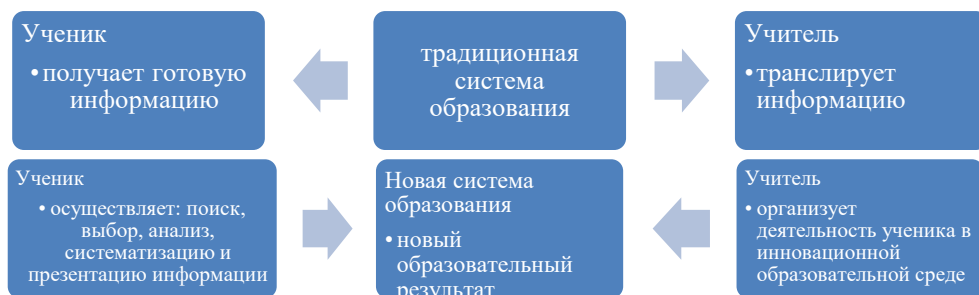 Ученик
• получает готовую
информацию
традиционная
система
образования
Учитель
• транслирует
информацию
Ученик
• осуществляет: поиск,
выбор, анализ,
систематизацию и
презентацию информации
Новая система
образования
• новый
образовательный
результат
Учитель
• организует
деятельность ученика в
инновационной
образовательной среде